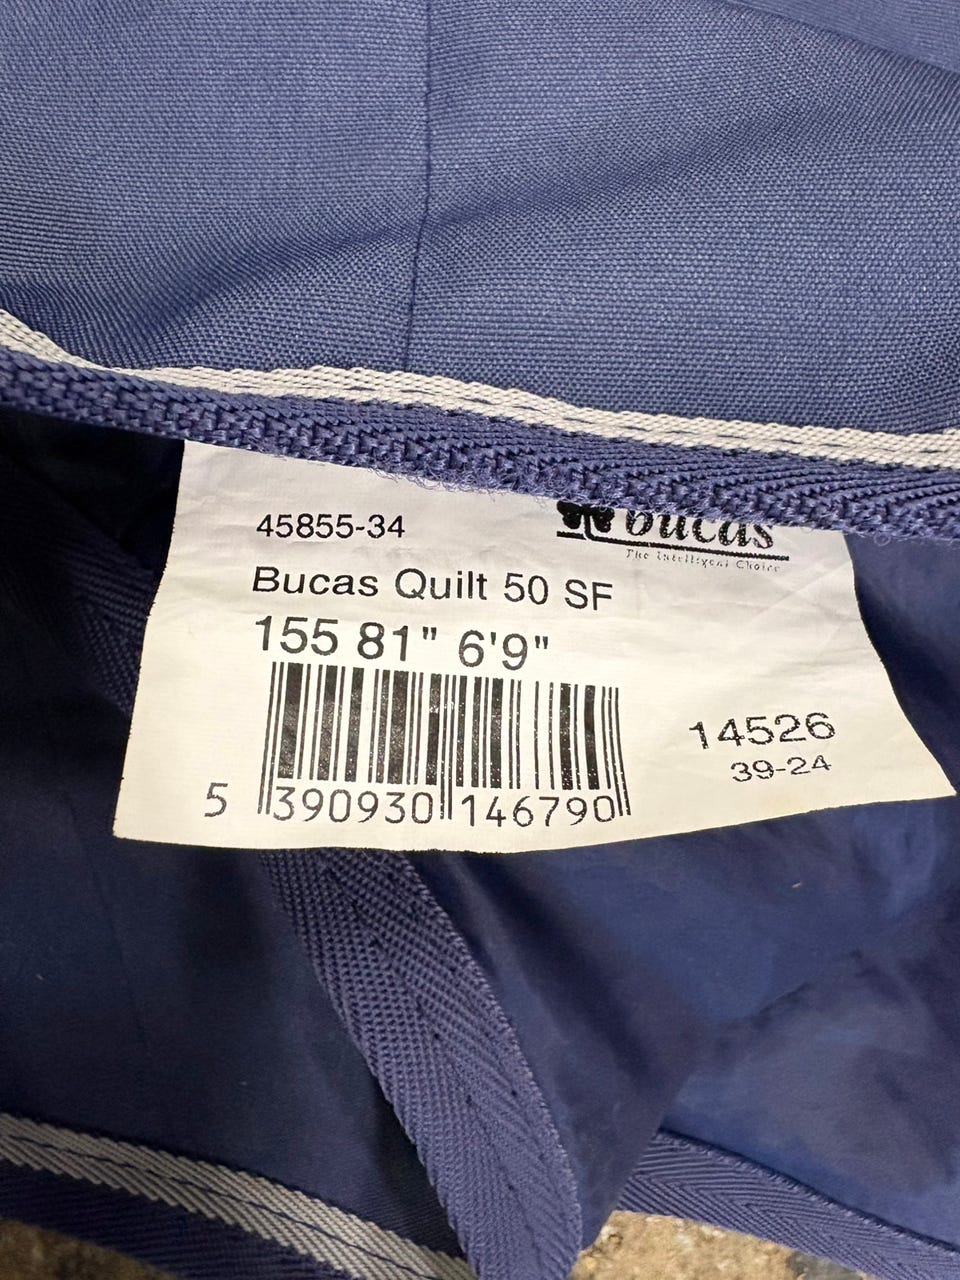 45855-34
bucas
The Intelligent Choice
Bucas Quilt 50 SF
155 81" 6'9"
14526
39-24
5 390930 146790